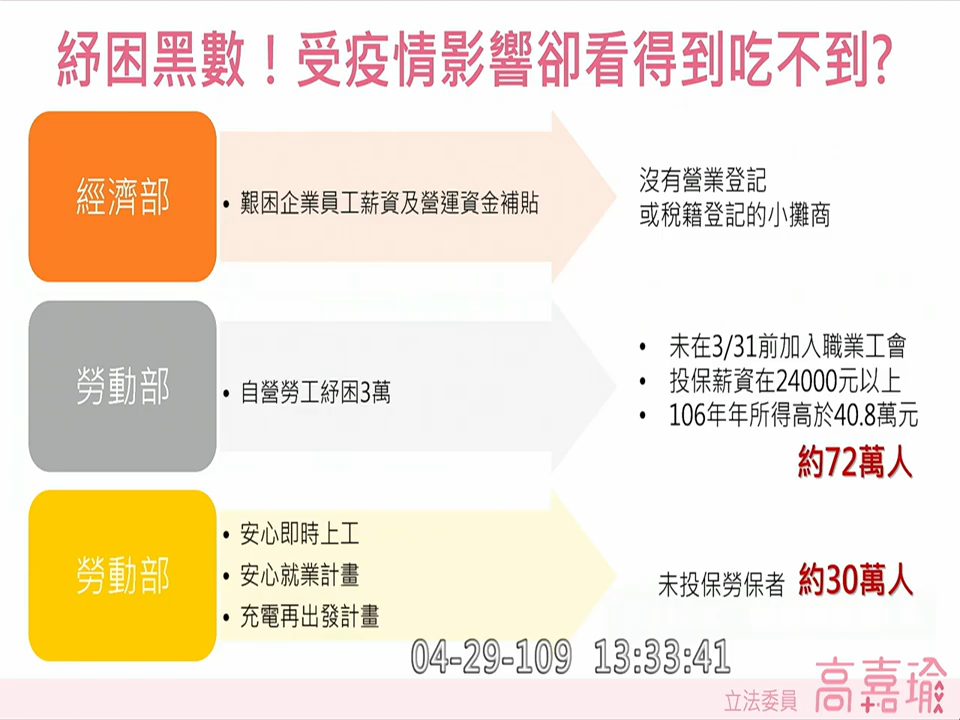 紓困黑數！受疫情影響卻看得到吃不到?
經濟部
• 艱困企業員工薪資及營運資金補貼
沒有營業登記
或稅籍登記的小攤商
勞動部
• 自營勞工紓困3萬
• 未在3/31前加入職業工會
• 投保薪資在24000元以上
• 106年年所得高於40.8萬元
約72萬人
勞動部
• 安心即時上工
• 安心就業計畫
• 充電再出發計畫
未投保勞保者 約30萬人
04-29-109 13:33:41
立法委員 高嘉瑜